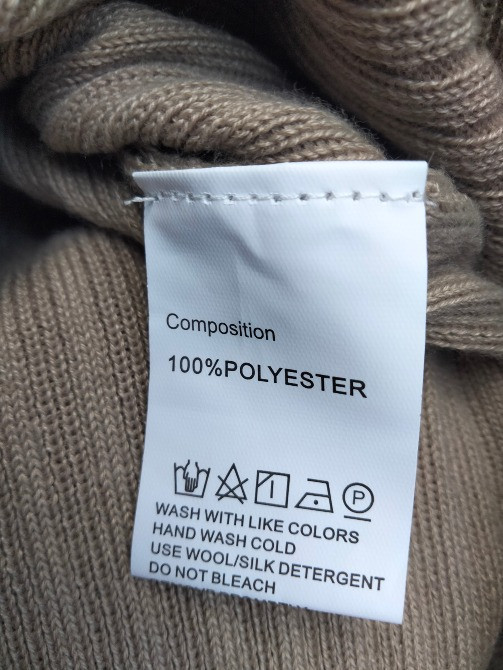 Composition
100%POLYESTER
P
WASH WITH LIKE COLORS
HAND WASH COLD
USE WOOL/SILK DETERGENT
DO NOT BLEACH